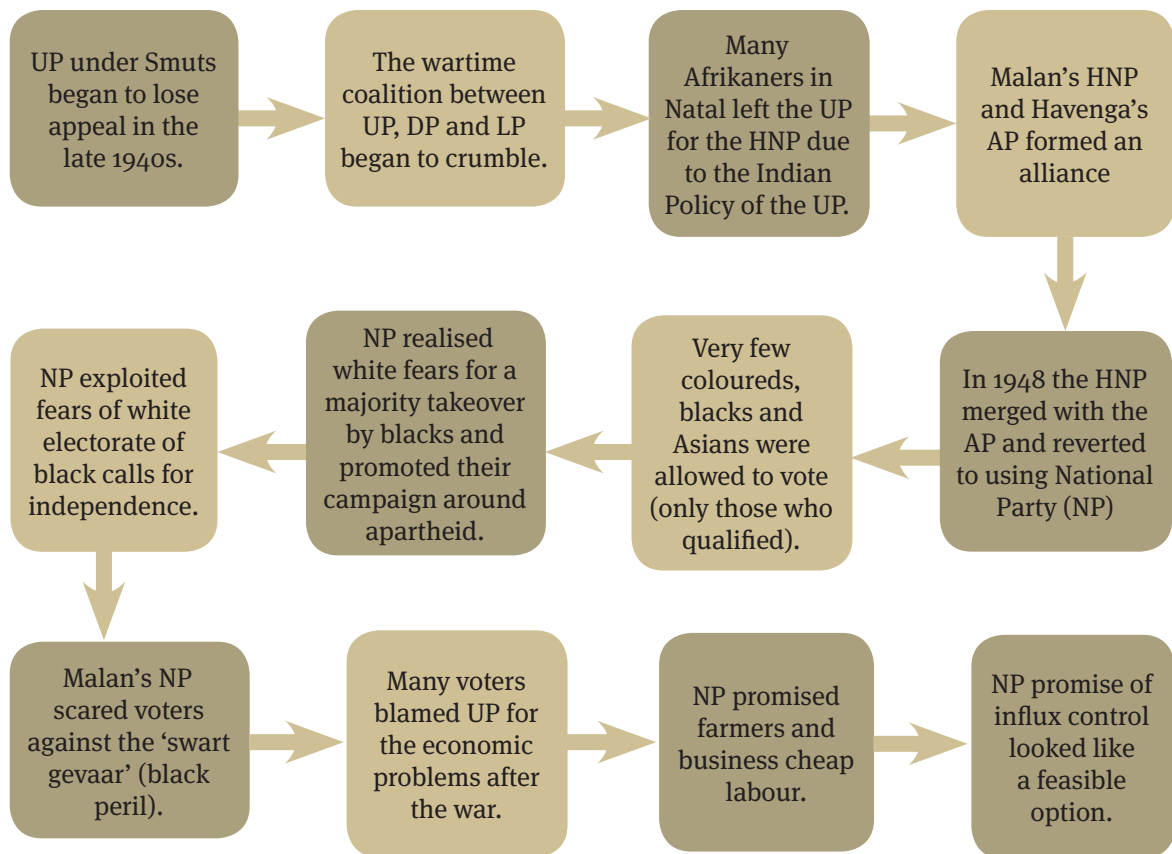 UP under Smuts
began to lose
appeal in the
late 1940s.
The wartime
coalition between
UP, DP and LP
began to crumble.
Many
Afrikaners in
Natal left the UP
for the HNP due
to the Indian
Policy of the UP.
Malan’s HNP
and Havenga’s
AP formed an
alliance
In 1948 the HNP
merged with the
AP and reverted
to using National
Party (NP)
Very few
coloureds,
blacks and
Asians were
allowed to vote
(only those who
qualified).
NP realised
white fears for a
majority takeover
by blacks and
promoted their
campaign around
apartheid.
NP exploited
fears of white
electorate of
black calls for
independence.
Malan’s NP
scared voters
against the ‘swart
gevaar’ (black
peril).
Many voters
blamed UP for
the economic
problems after
the war.
NP promised
farmers and
business cheap
labour.
NP promise of
influx control
looked like
a feasible
option.